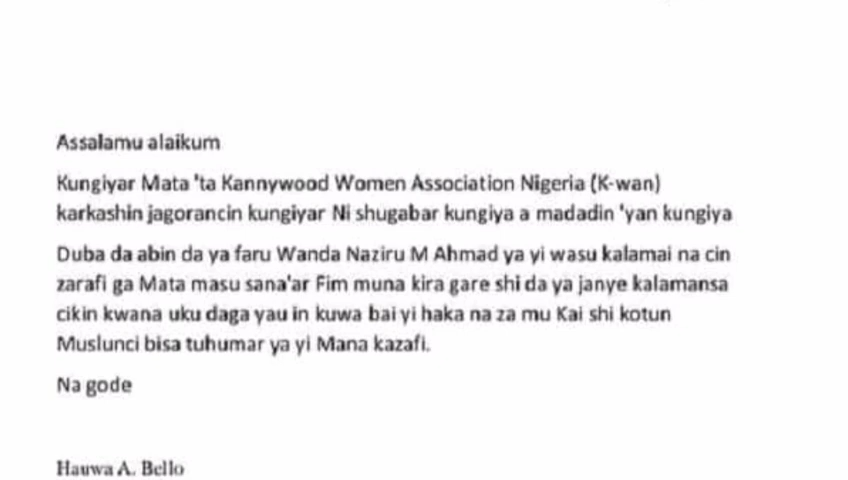 Assalamu alaikum
Kungiyar Mata 'ta Kannywood Women Association Nigeria (K-wan)
karkashin jagorancin kungiyar Ni shugabar kungiya a madadin 'yan kungiya
Duba da abin da ya faru Wanda Naziru M Ahmad ya yi wasu kalamai na cin
zarafi ga Mata masu sana'ar Fim muna kira gare shi da ya janye kalamansa
cikin kwana uku daga yau in kuwa bai yi haka na za mu Kai shi kotun
Muslunci bisa tuhumar ya yi Mana kazafi.
Na gode
Hauwa A. Bello